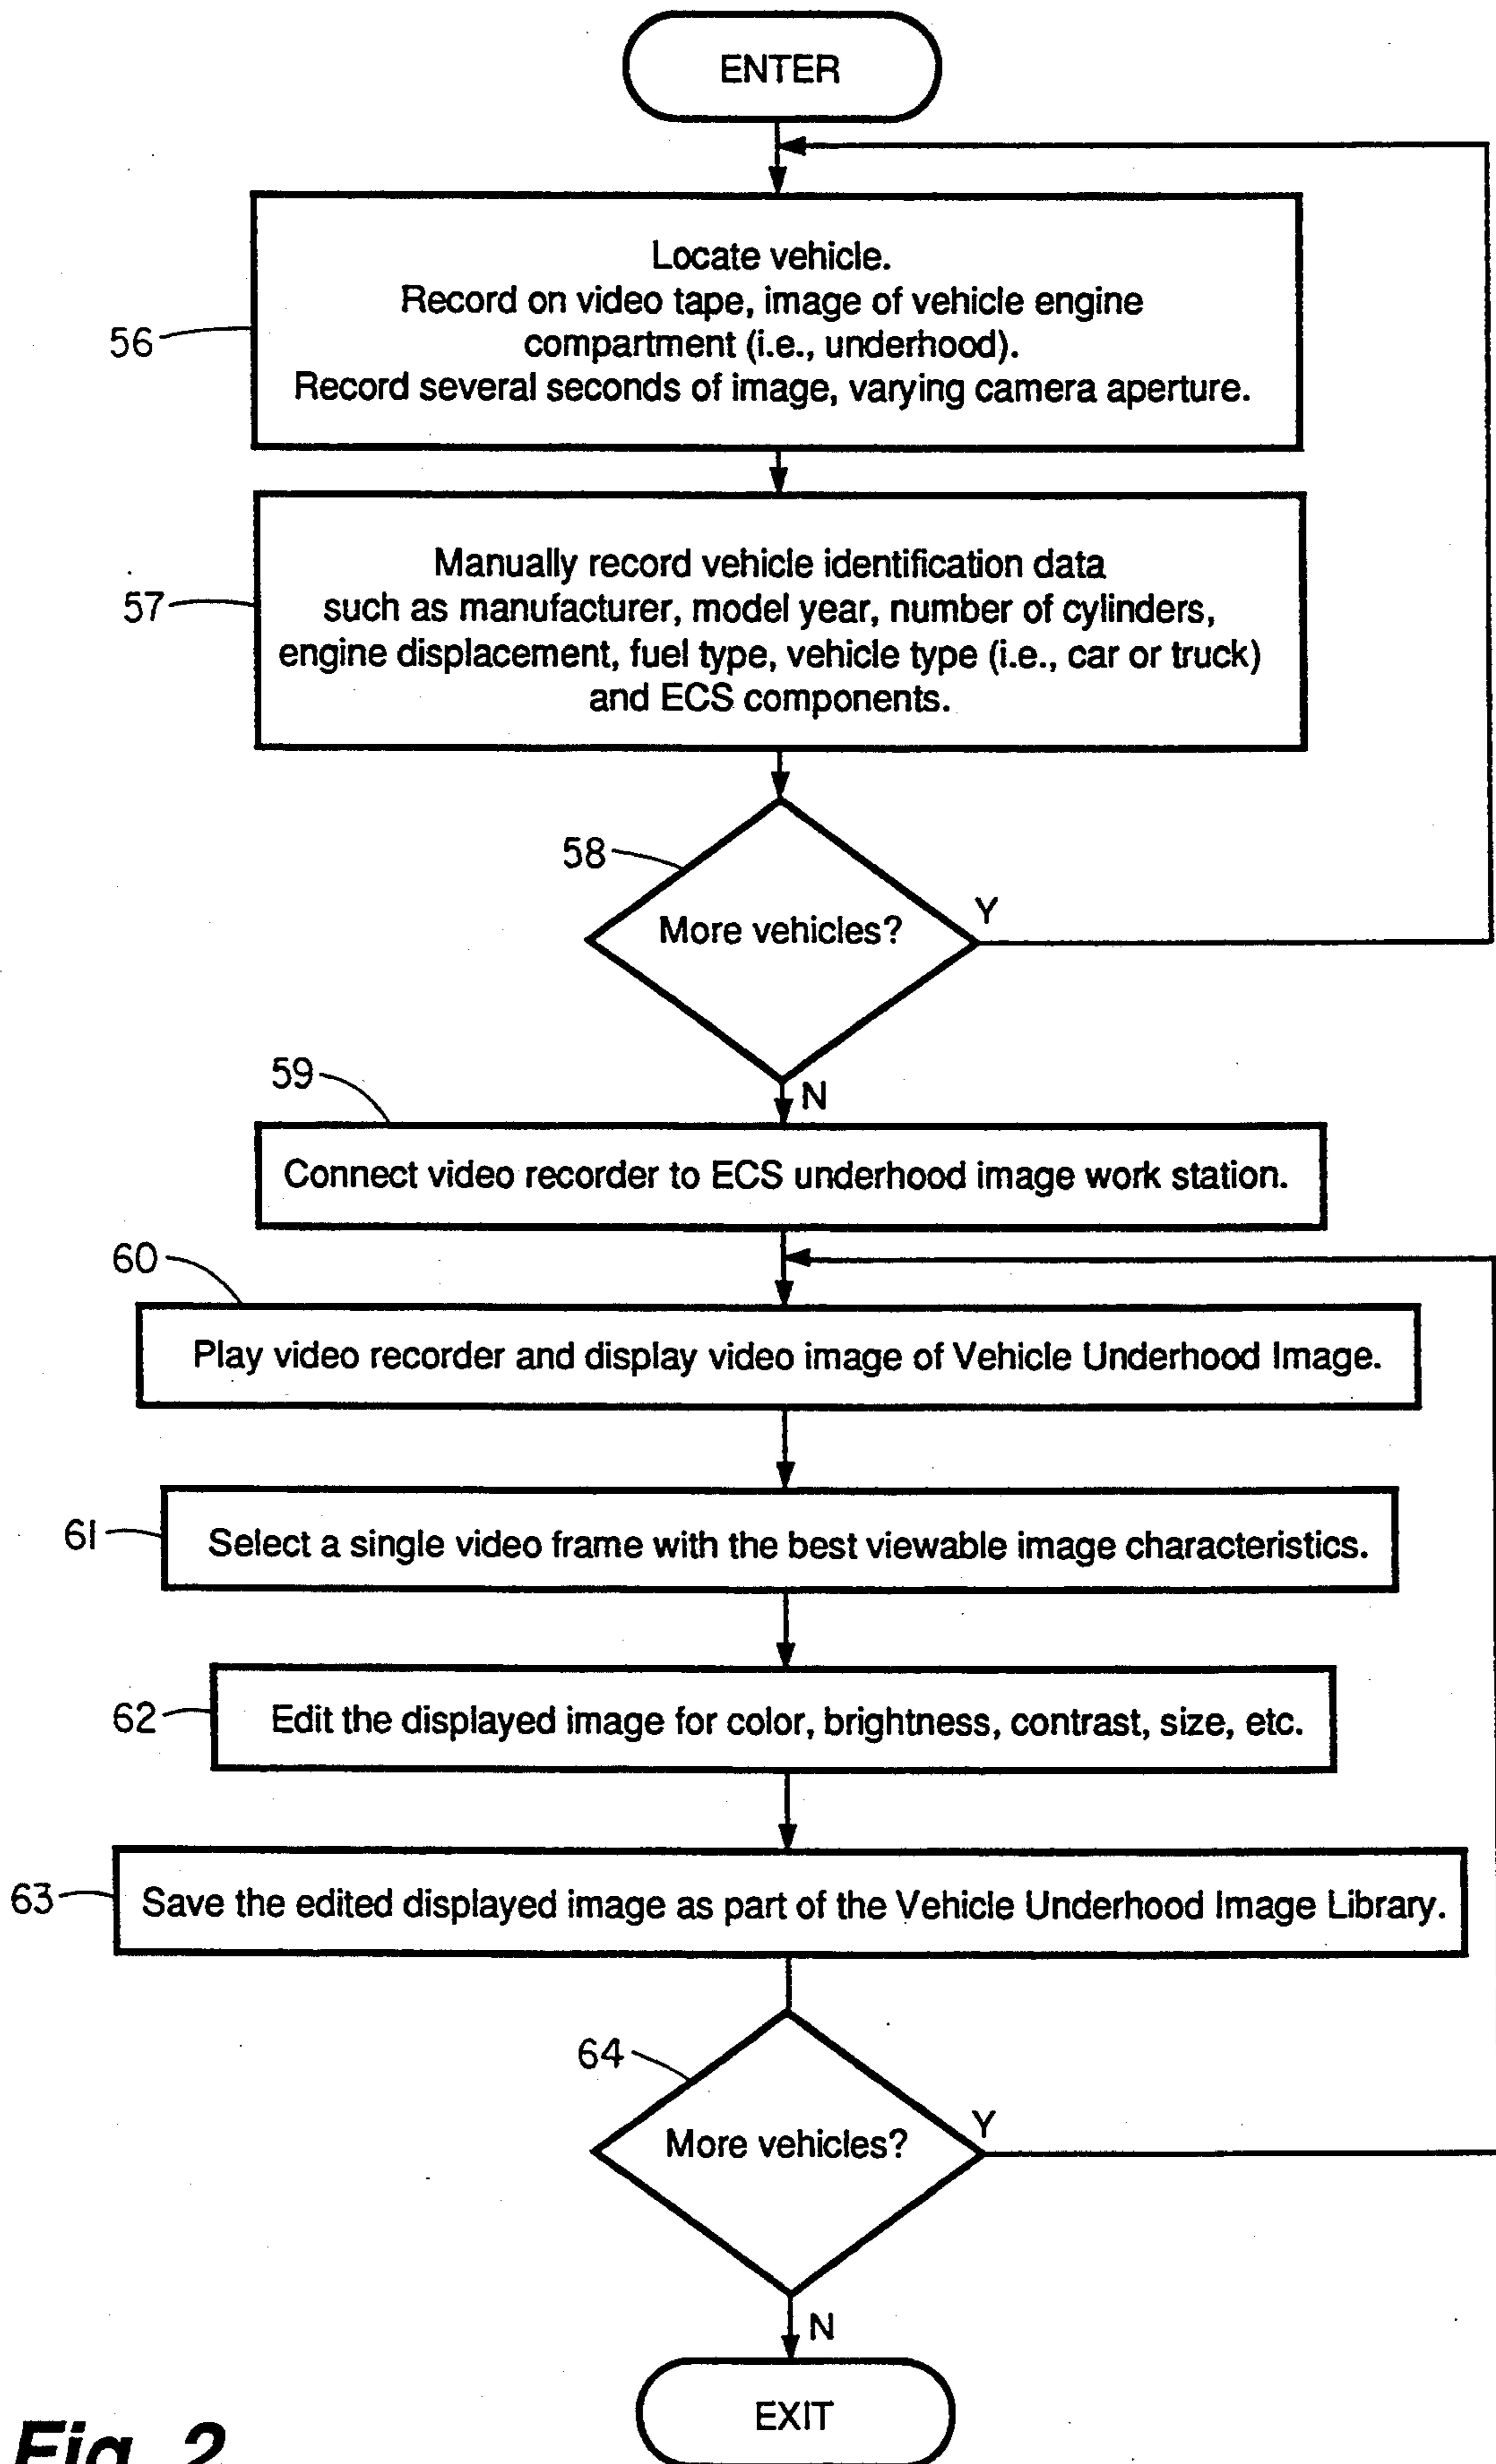 ENTER
56
Locate vehicle.
Record on video tape, image of vehicle engine
compartment (i.e., underhood).
Record several seconds of image, varying camera aperture.
57
Manually record vehicle identification data
such as manufacturer, model year, number of cylinders,
engine displacement, fuel type, vehicle type (i.e., car or truck)
and ECS components.
58
More vehicles?
Y
N
59
Connect video recorder to ECS underhood image work station.
60
Play video recorder and display video image of Vehicle Underhood Image.
61
Select a single video frame with the best viewable image characteristics.
62
Edit the displayed image for color, brightness, contrast, size, etc.
63
Save the edited displayed image as part of the Vehicle Underhood Image Library.
64
More vehicles?
Y
N
EXIT
Fig. 2